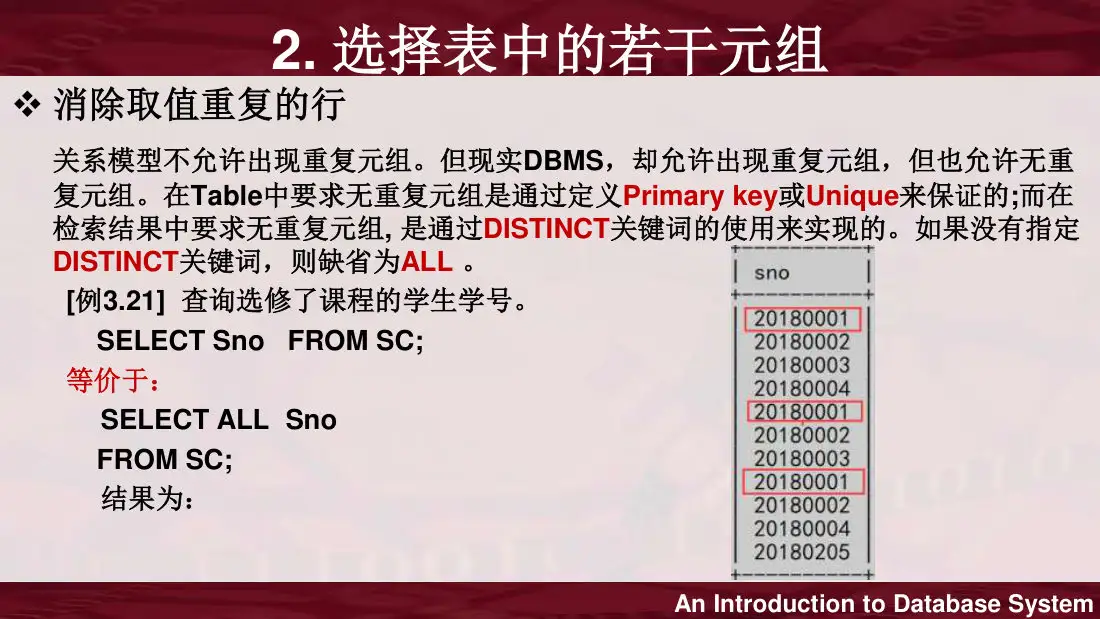 2. 选择表中的若干元组
❖ 消除取值重复的行
关系模型不允许出现重复元组。但现实DBMS，却允许出现重复元组，但也允许无重
复元组。在Table中要求无重复元组是通过定义Primary key或Unique来保证的;而在
检索结果中要求无重复元组, 是通过DISTINCT关键词的使用来实现的。如果没有指定
DISTINCT关键词，则缺省为ALL 。
[例3.21] 查询选修了课程的学生学号。
SELECT Sno FROM SC;
等价于：
SELECT ALL Sno
FROM SC;
结果为：
sno
20180001
20180002
20180003
20180004
20180001
20180002
20180003
20180001
20180002
20180004
20180205
An Introduction to Database System